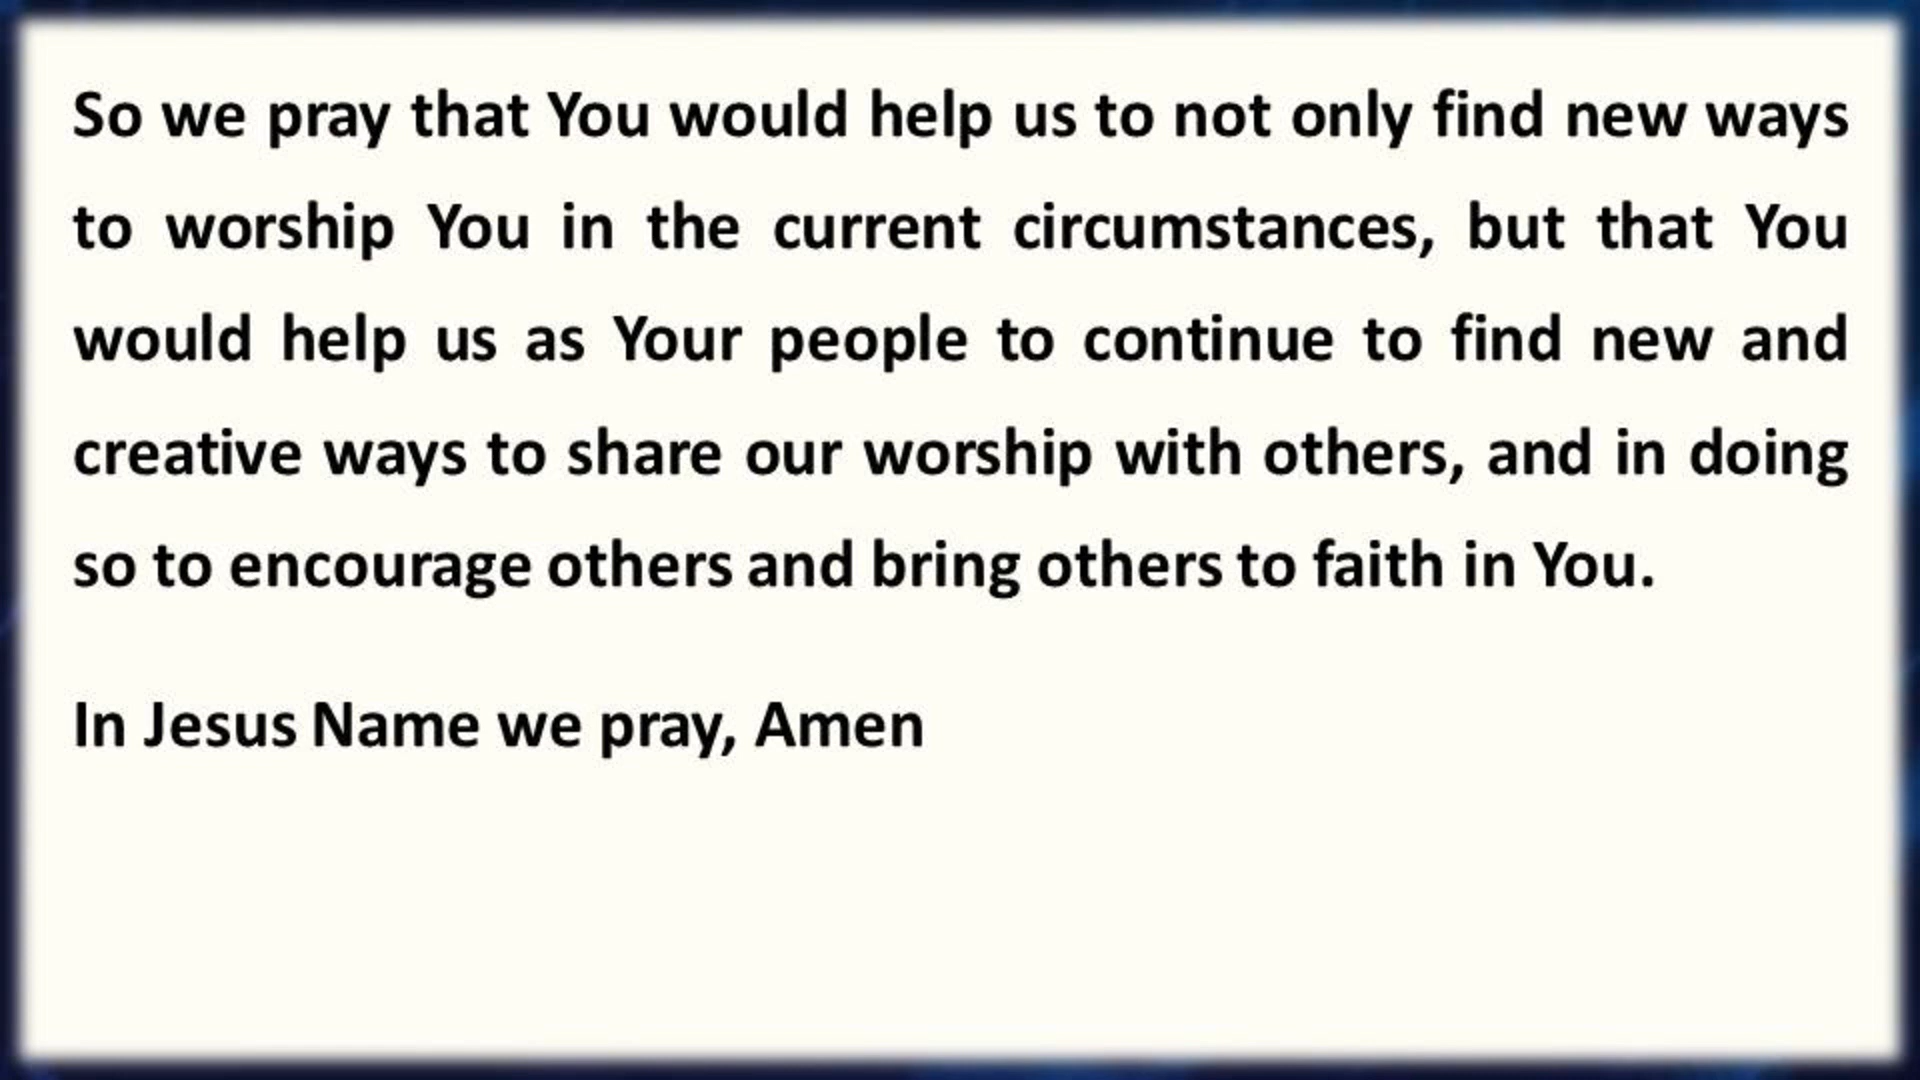 So we pray that You would help us to not only find new ways
to worship You in the current circumstances, but that You
would help us as Your people to continue to find new and
creative ways to share our worship with others, and in doing
so to encourage others and bring others to faith in You.
In Jesus Name we pray, Amen